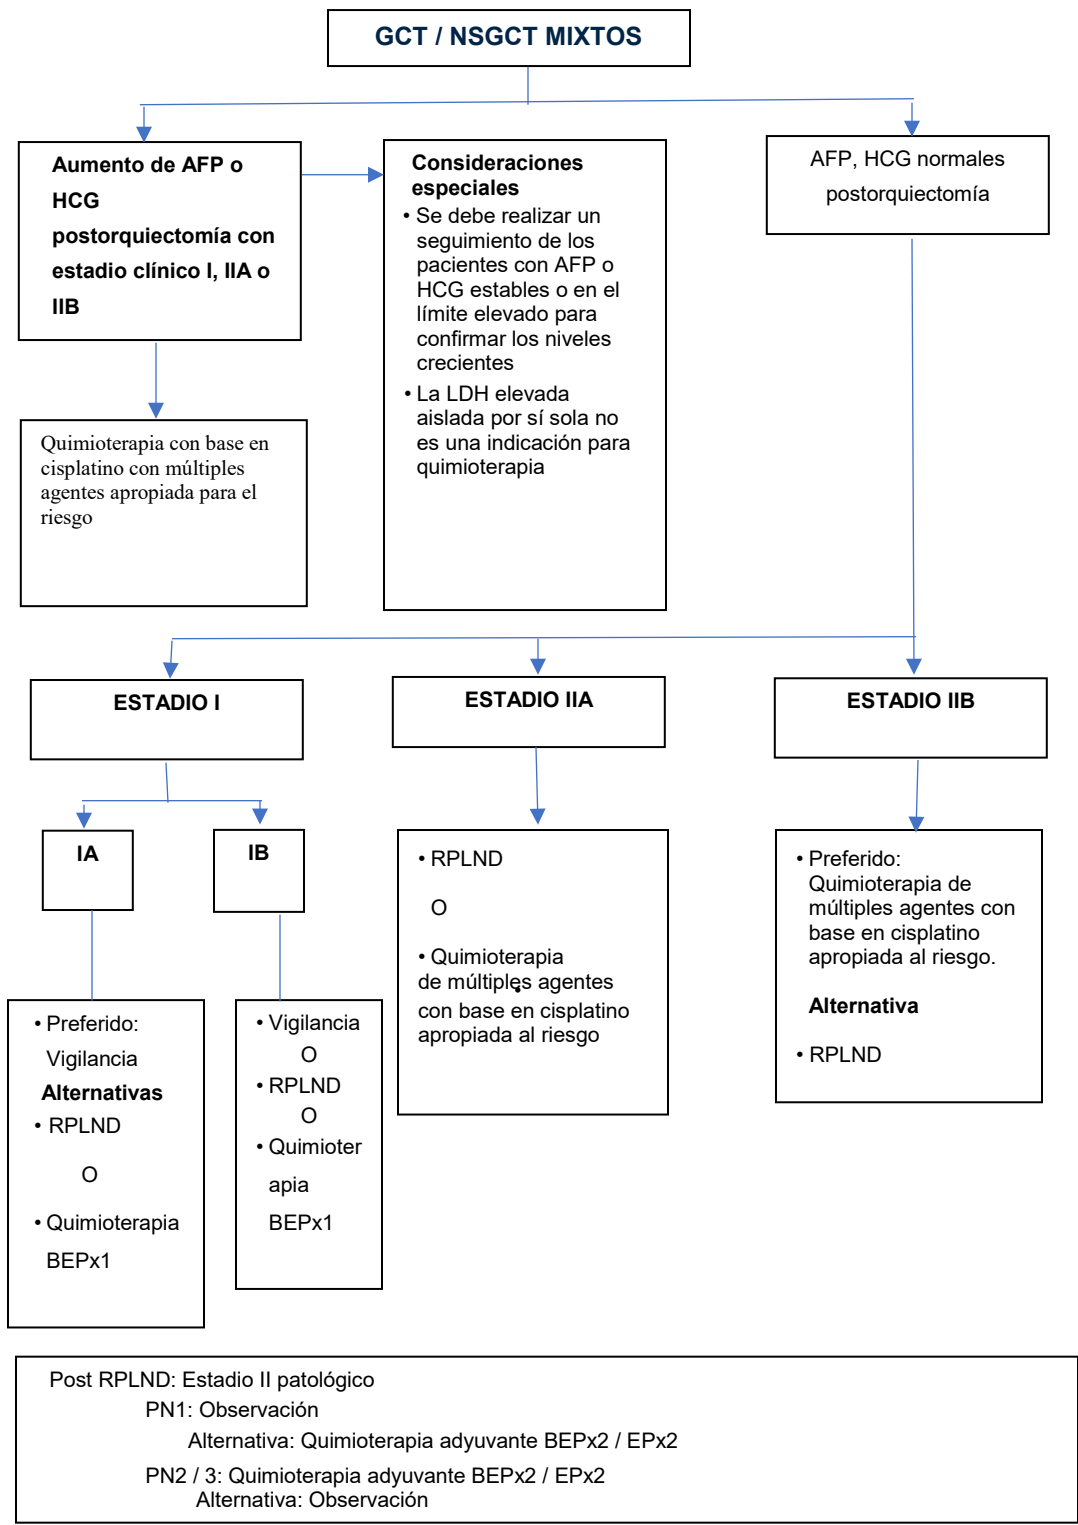 GCT / NSGCT MIXTOS
Aumento de AFP o
HCG
postorquiectomía con
estadio clínico I, IIA o
IIB
Consideraciones
especiales
• Se debe realizar un
seguimiento de los
pacientes con AFP o
HCG estables o en el
límite elevado para
confirmar los niveles
crecientes
• La LDH elevada
aislada por sí sola no
es una indicación para
quimioterapia
AFP, HCG normales
postorquiectomía
Quimioterapia con base en
cisplatino con múltiples
agentes apropiada para el
riesgo
ESTADIO I
ESTADIO IIA
ESTADIO IIB
IA
IB
• Preferido:
Vigilancia
Alternativas
• RPLND
O
• Quimioterapia
BEPx1
• Vigilancia
O
• RPLND
O
• Quimioter
apia
BEPx1
• RPLND
O
• Quimioterapia
de múltiples agentes
con base en cisplatino
apropiada al riesgo
• Preferido:
Quimioterapia de
múltiples agentes con
base en cisplatino
apropiada al riesgo.
Alternativa
• RPLND
Post RPLND: Estadio II patológico
PN1: Observación
Alternativa: Quimioterapia adyuvante BEPx2 / EPx2
PN2 / 3: Quimioterapia adyuvante BEPx2 / EPx2
Alternativa: Observación